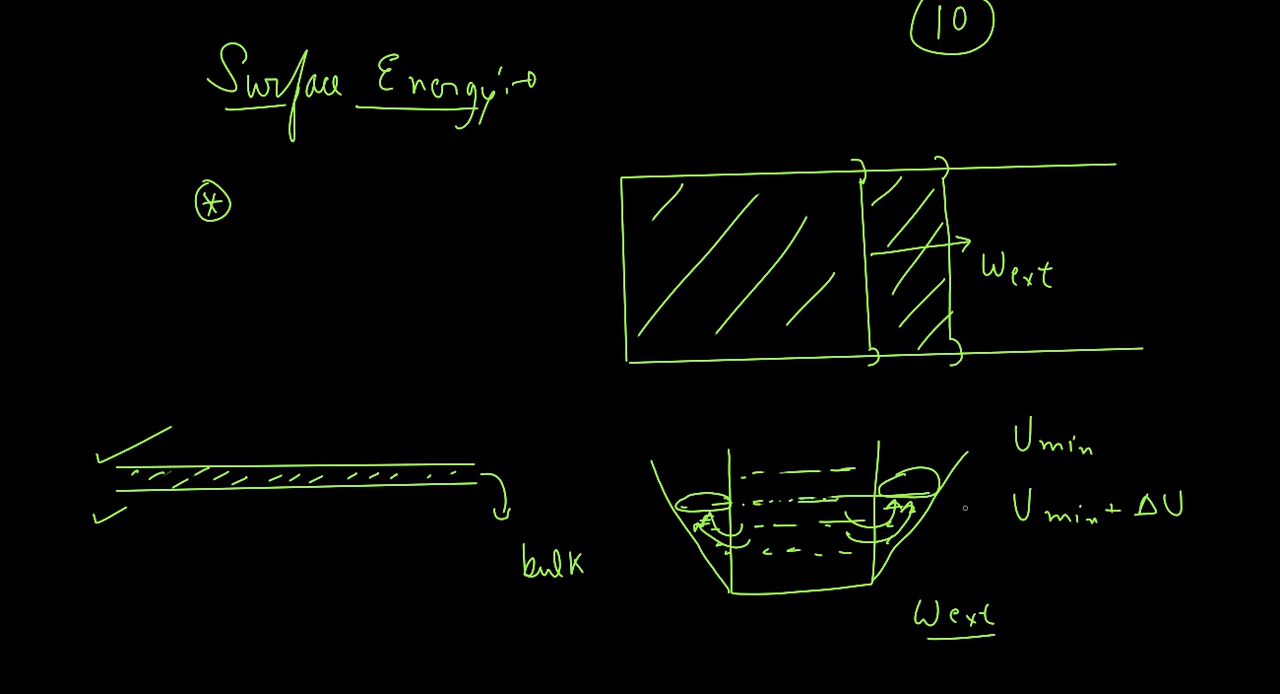 10
Surface Energy:→
*
Wext
Umin
Umin + ΔU
bulk
Wext